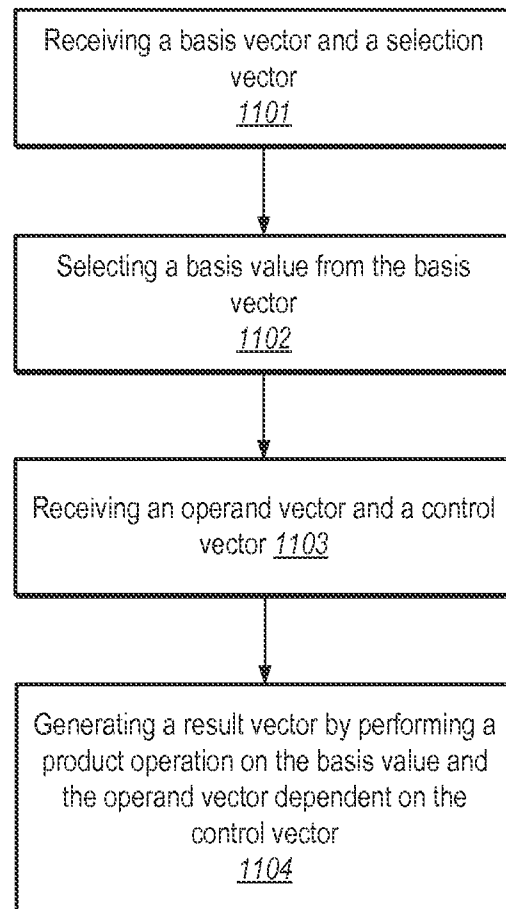 Receiving a basis vector and a selection
vector
1101
Selecting a basis value from the basis
vector
1102
Receiving an operand vector and a control
vector 1103
Generating a result vector by performing a
product operation on the basis value and
the operand vector dependent on the
control vector
1104